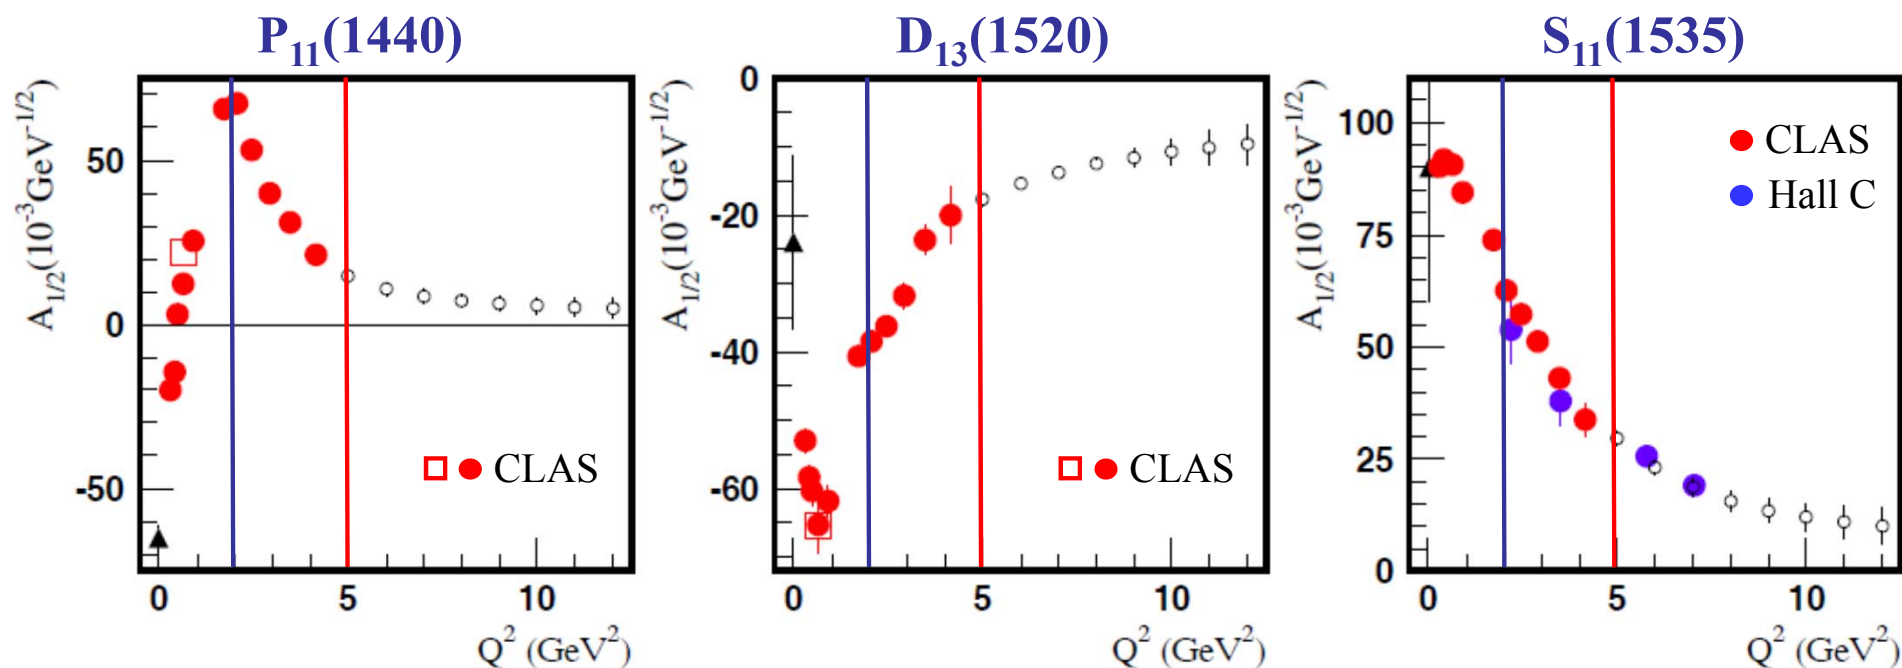 P11(1440)
A1/2(10-3GeV-1/2)
50
0
-50
CLAS
0 5 10
Q2 (GeV2)
D13(1520)
A1/2(10-3GeV-1/2)
0
-20
-40
-60
CLAS
0 5 10
Q2 (GeV2)
S11(1535)
A1/2(10-3GeV-1/2)
100
75
50
25
0
CLAS
Hall C
0 5 10
Q2 (GeV2)